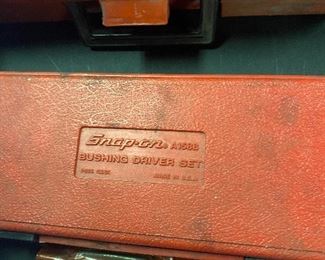 Snap-on® A158B
BUSHING DRIVER SET
MADE IN U.S.A.